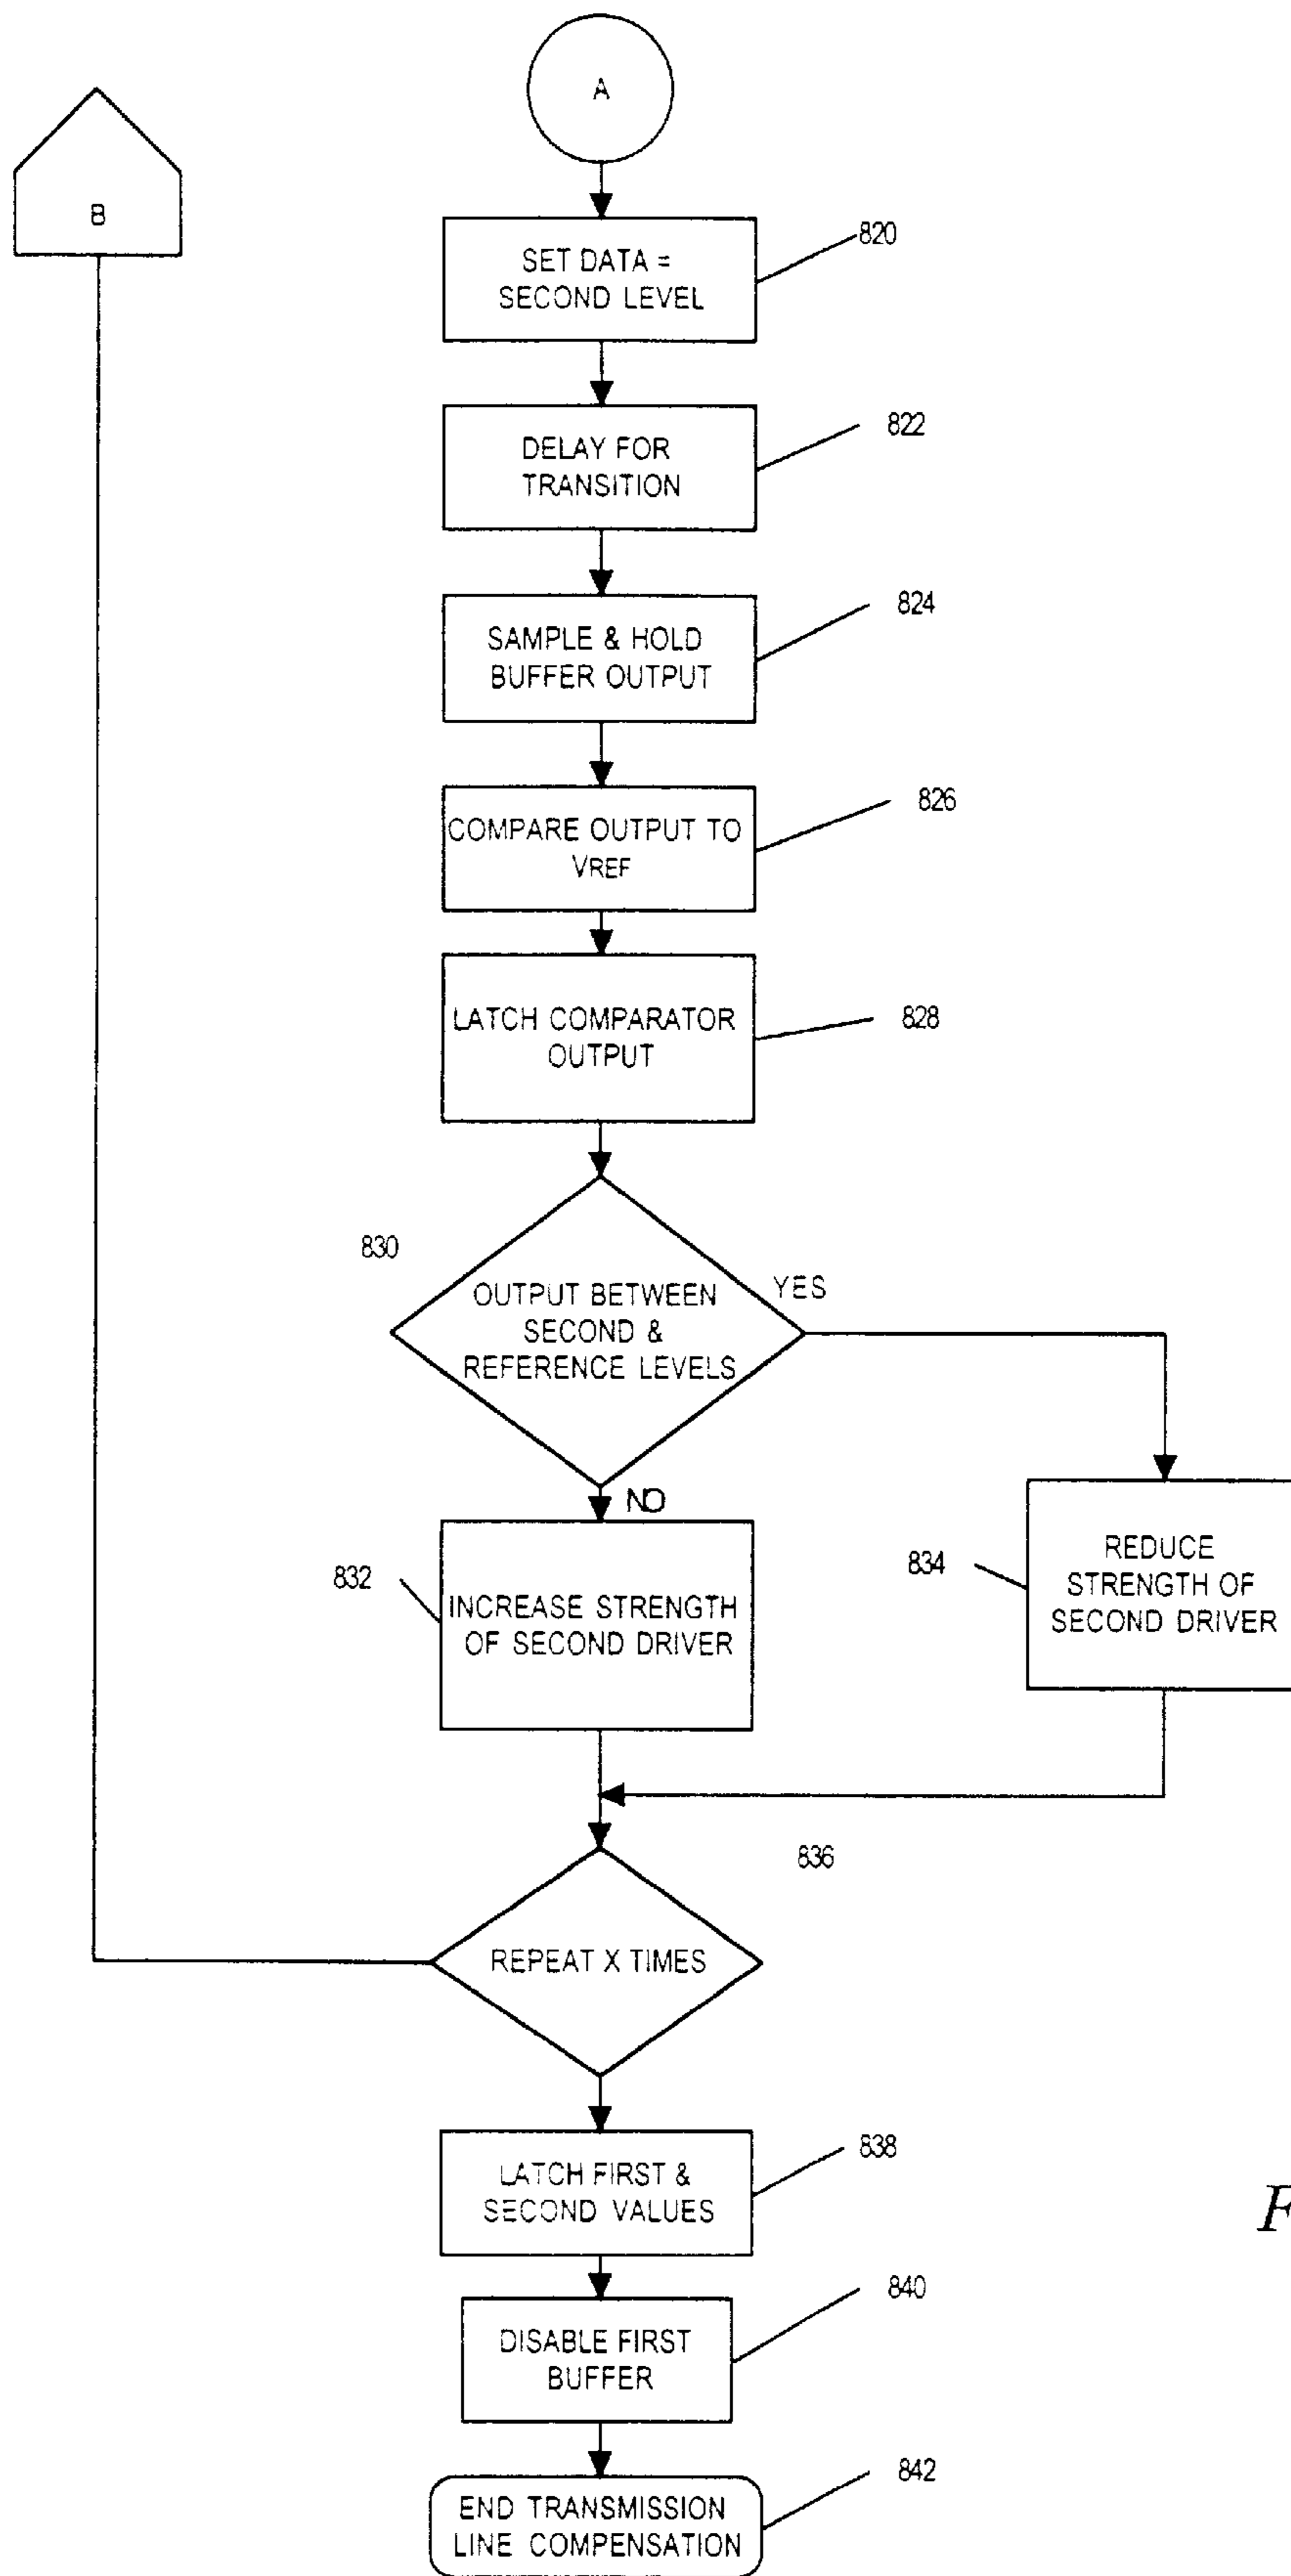 A
B
820
SET DATA =
SECOND LEVEL
822
DELAY FOR
TRANSITION
824
SAMPLE & HOLD
BUFFER OUTPUT
826
COMPARE OUTPUT TO
VREF
828
LATCH COMPARATOR
OUTPUT
830
OUTPUT BETWEEN
SECOND &
REFERENCE LEVELS
YES
NO
832
INCREASE STRENGTH
OF SECOND DRIVER
834
REDUCE
STRENGTH OF
SECOND DRIVER
836
REPEAT X TIMES
838
LATCH FIRST &
SECOND VALUES
F
840
DISABLE FIRST
BUFFER
842
END TRANSMISSION
LINE COMPENSATION